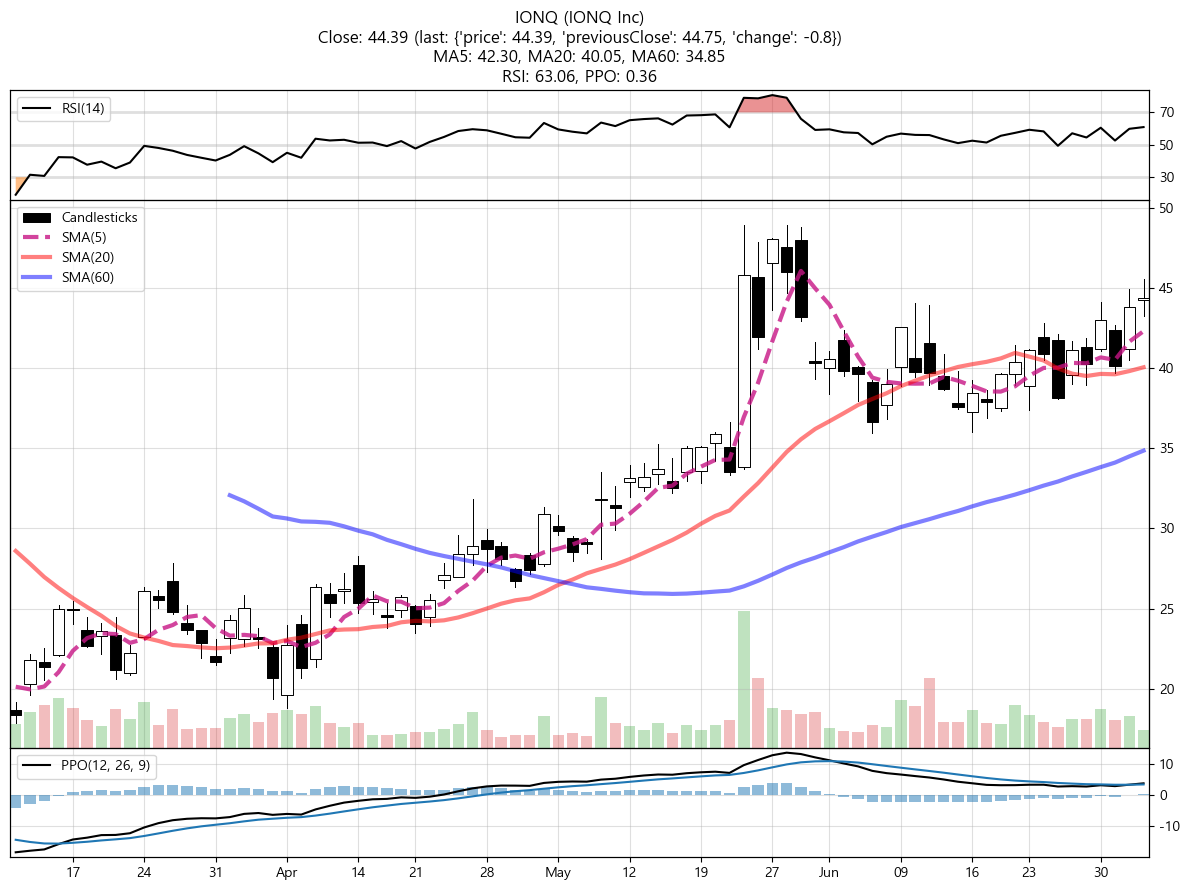 IONQ (IONQ Inc)
Close: 44.39 (last: {'price': 44.39, 'previousClose': 44.75, 'change': -0.8})
MA5: 42.30, MA20: 40.05, MA60: 34.85
RSI: 63.06, PPO: 0.36
RSI(14)
70
50
30
Candlesticks
SMA(5)
SMA(20)
SMA(60)
50
45
40
35
30
25
20
PPO(12, 26, 9)
10
0
-10
17 24 31 Apr 14 21 28 May 12 19 27 Jun 09 16 23 30